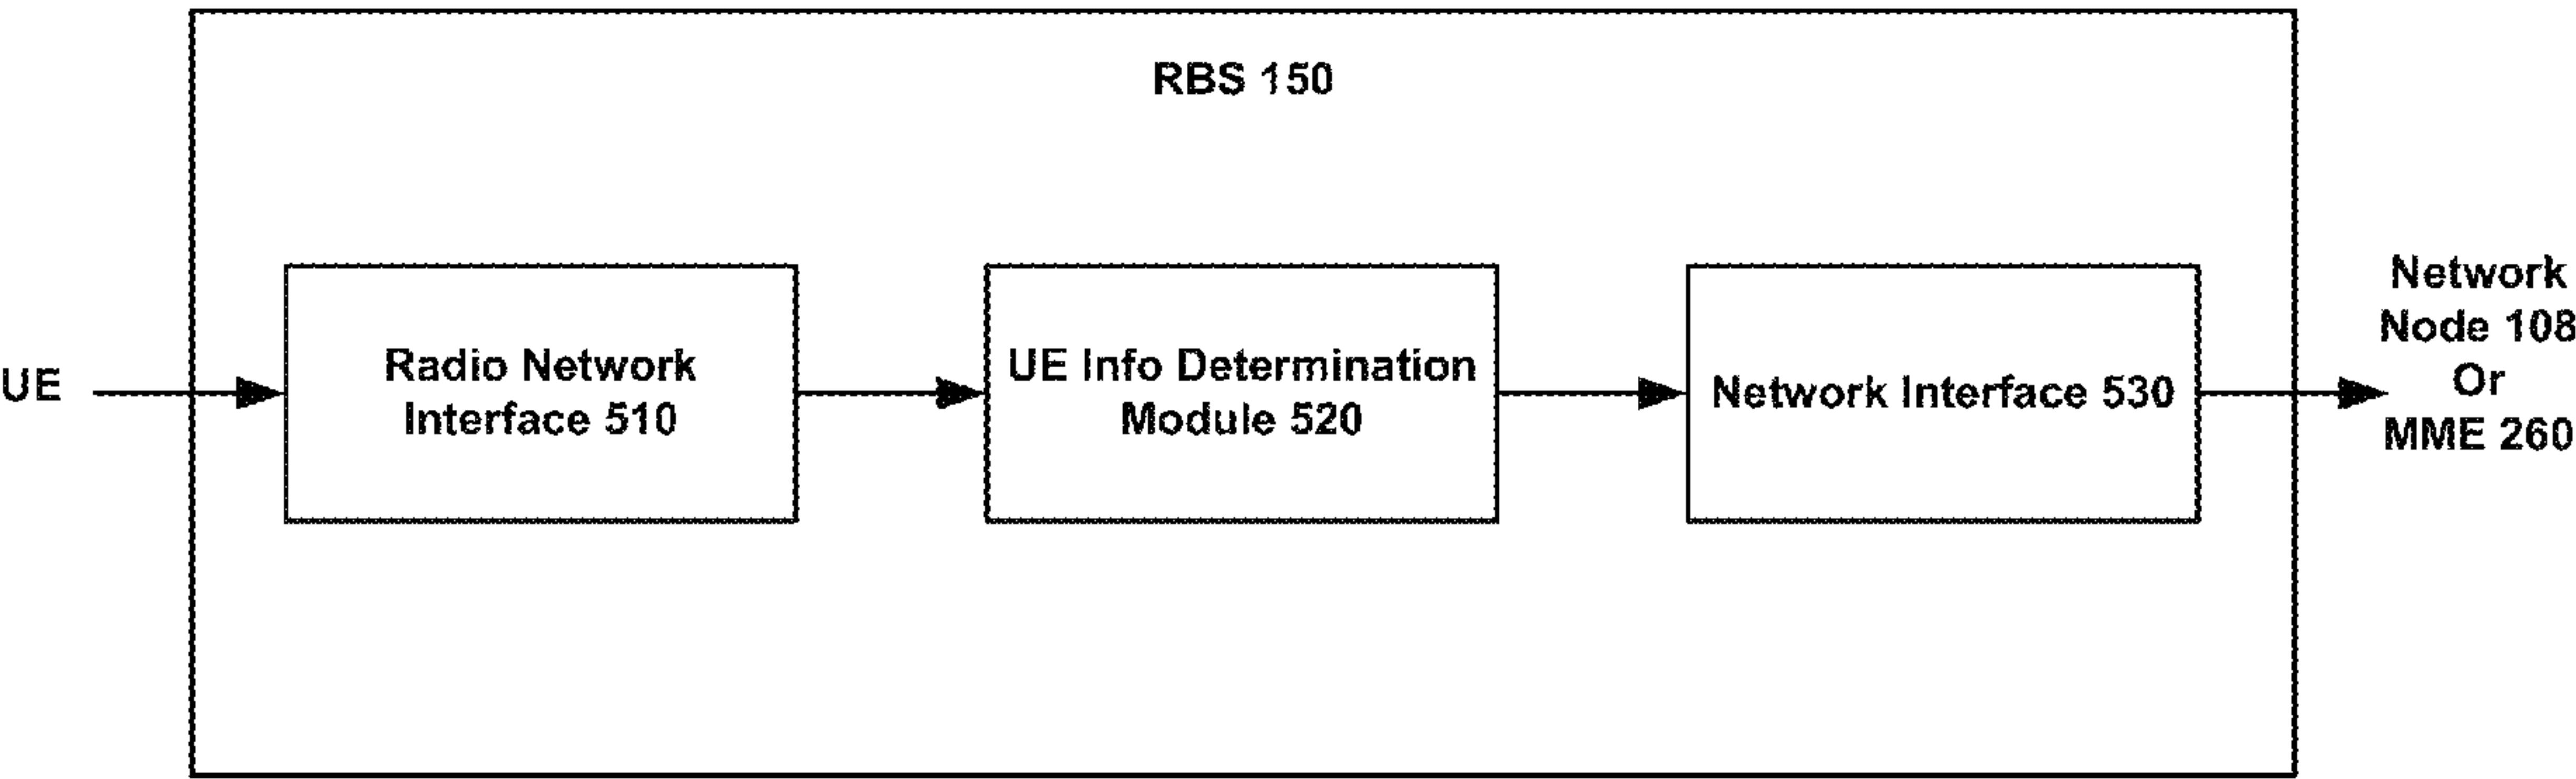 RBS 150
UE
Radio Network
Interface 510
UE Info Determination
Module 520
Network Interface 530
Network
Node 108
Or
MME 260